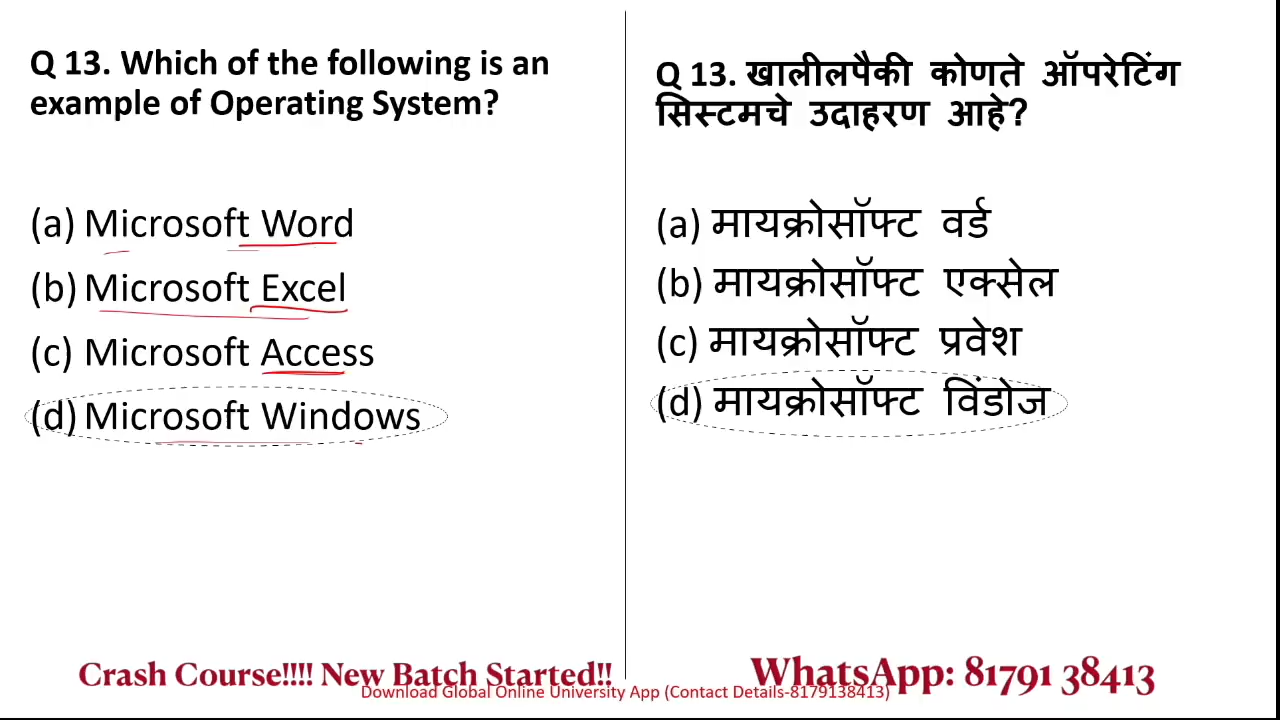 Q 13. Which of the following is an
example of Operating System?
(a) Microsoft Word
(b) Microsoft Excel
(c) Microsoft Access
(d) Microsoft Windows
Q 13. खालीलपैकी कोणते ऑपरेटिंग
सिस्टमचे उदाहरण आहे?
(a) मायक्रोसॉफ्ट वर्ड
(b) मायक्रोसॉफ्ट एक्सेल
(c) मायक्रोसॉफ्ट प्रवेश
(d) मायक्रोसॉफ्ट विंडोज
Crash Course!!!! New Batch Started!!
WhatsApp: 81791 38413
Download Global Online University App (Contact Details-8179138413)